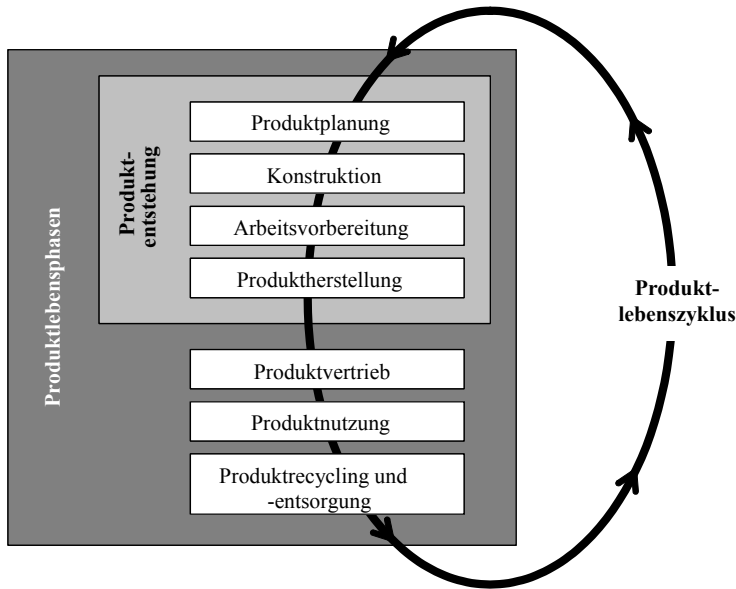 Produktplanung
Konstruktion
Arbeitsvorbereitung
Produktherstellung
Produkt-
entstehung
Produktlebensphasen
Produktvertrieb
Produktnutzung
Produktrecycling und
-entsorgung
Produkt-
lebenszyklus